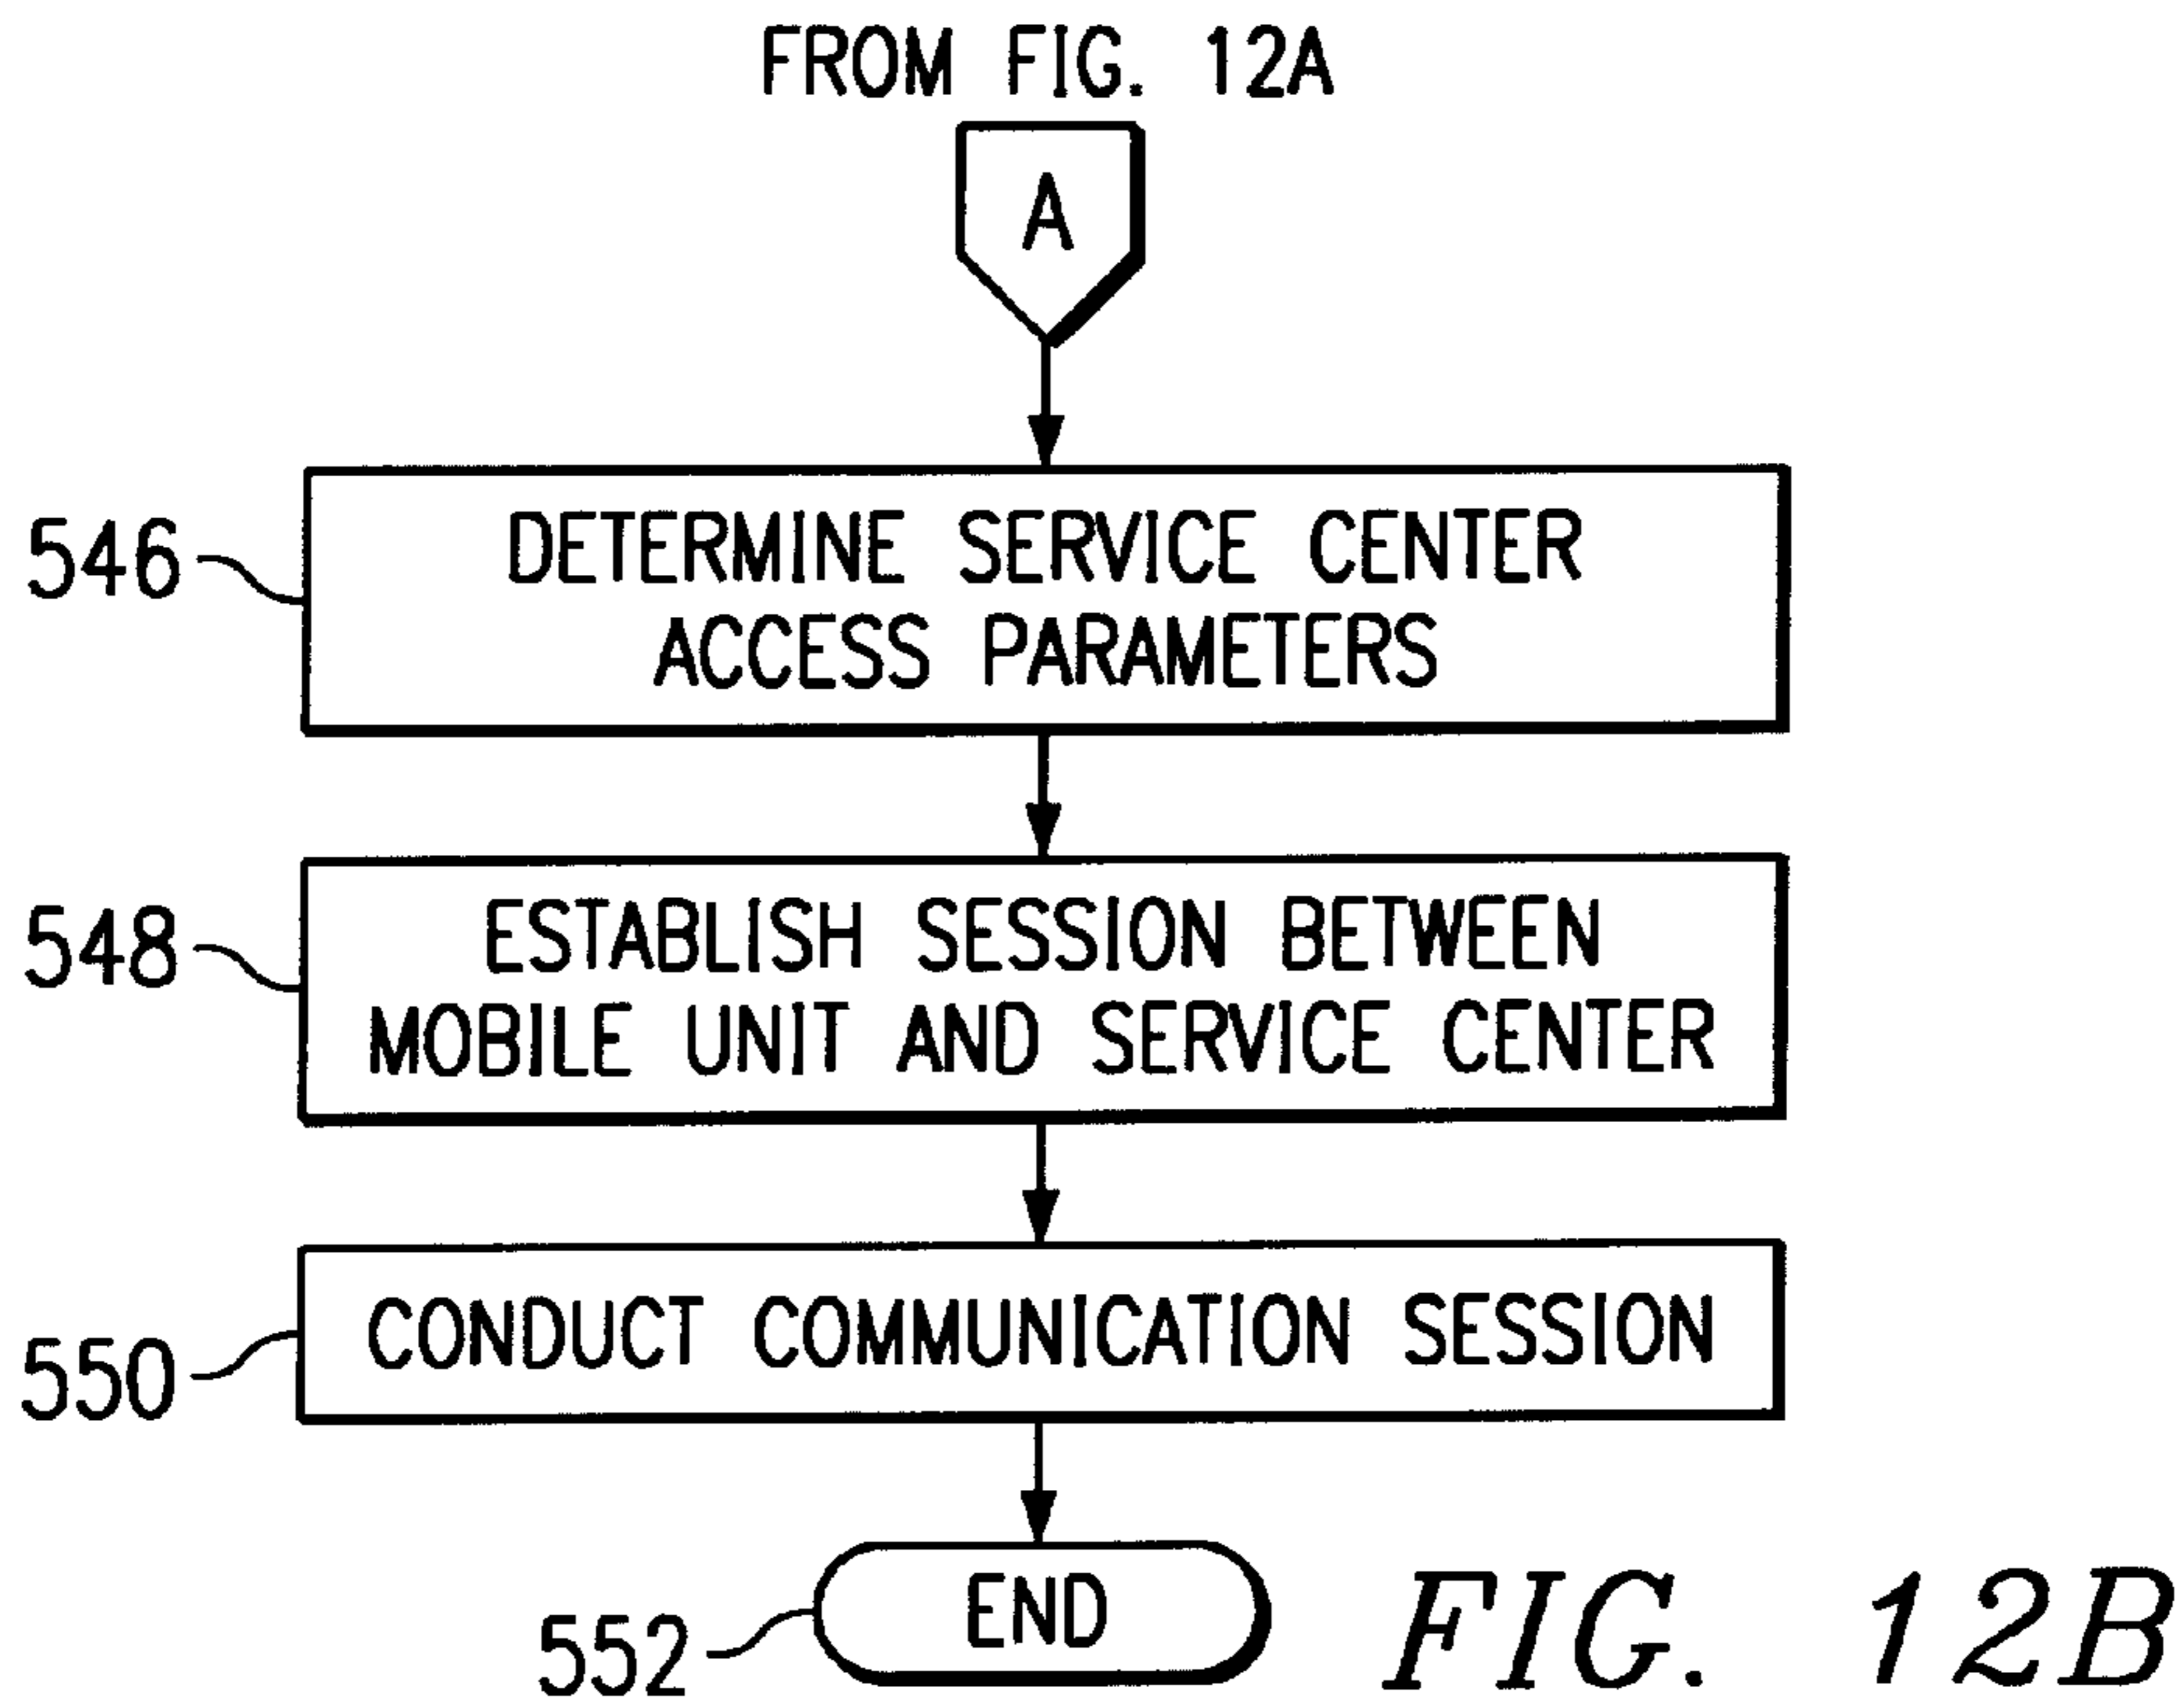 FROM FIG. 12A
A
546
DETERMINE SERVICE CENTER
ACCESS PARAMETERS
548
ESTABLISH SESSION BETWEEN
MOBILE UNIT AND SERVICE CENTER
550
CONDUCT COMMUNICATION SESSION
552
END
FIG. 12B